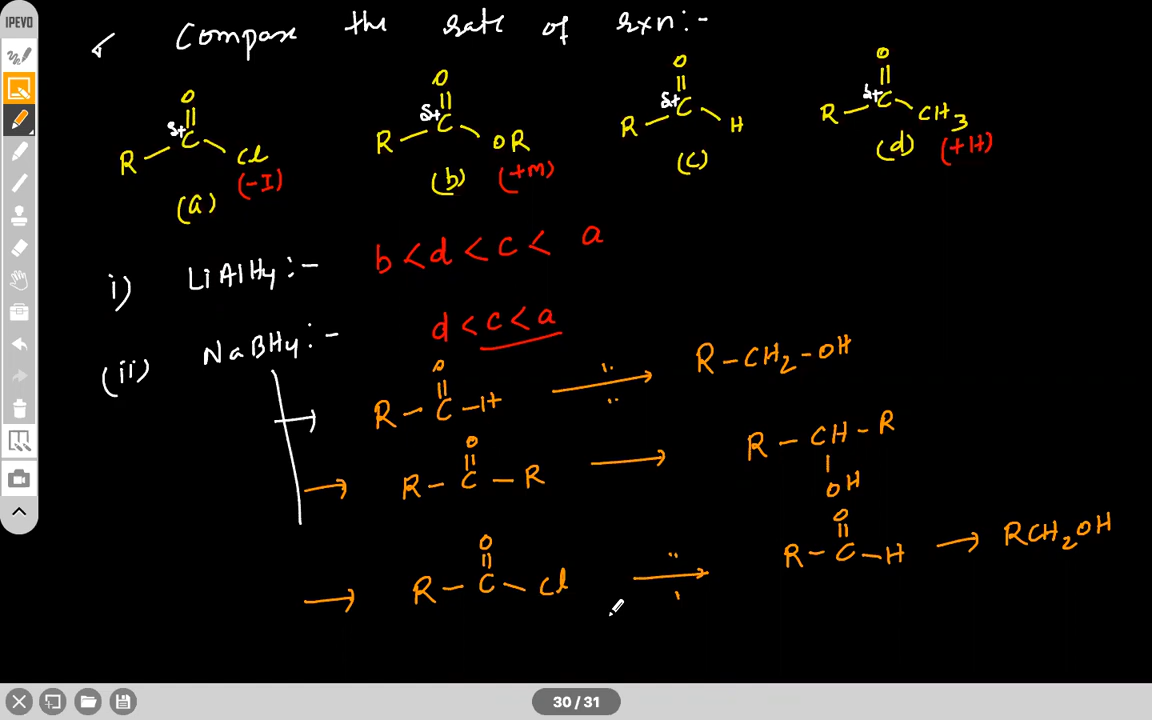 IPEVO
Compare the rate of rxn:-
O O O O
|| || || ||
δ+ δ+ δ+ δ+
R-C-Cl R-C-OR R-C-H R-C-CH3
(-I) (+M) (+H)
(a) (b) (c) (d)
i) LiAlH4:- b < d < c < a
(ii) NaBH4:- d < c < a
O
||
→ R-C-H → R-CH2-OH
O
||
→ R-C-R → R-CH-R
|
OH
O O
|| ||
→ R-C-Cl → R-C-H → RCH2OH
30 / 31